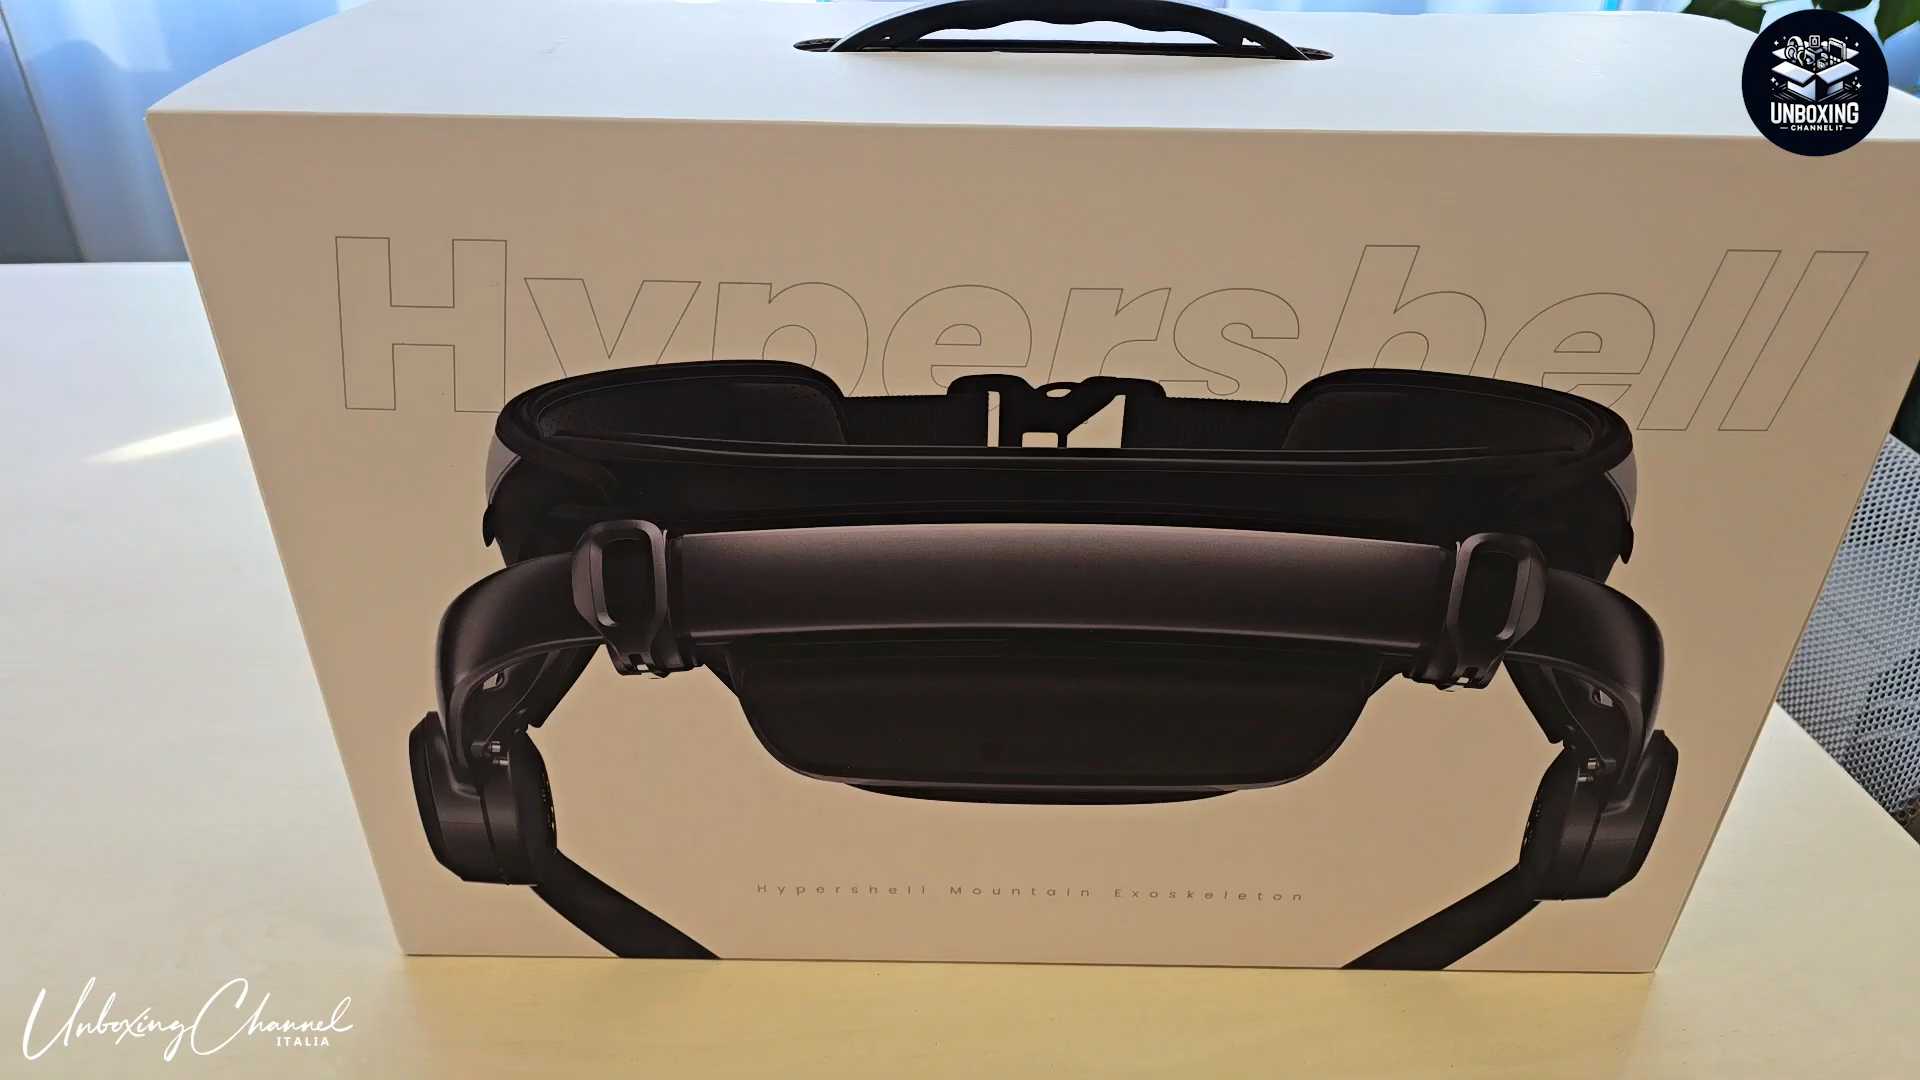 UNBOXING
CHANNEL IT
Hypershell
Hypershell Mountain Exoskeleton
Unboxing Channel
ITALIA